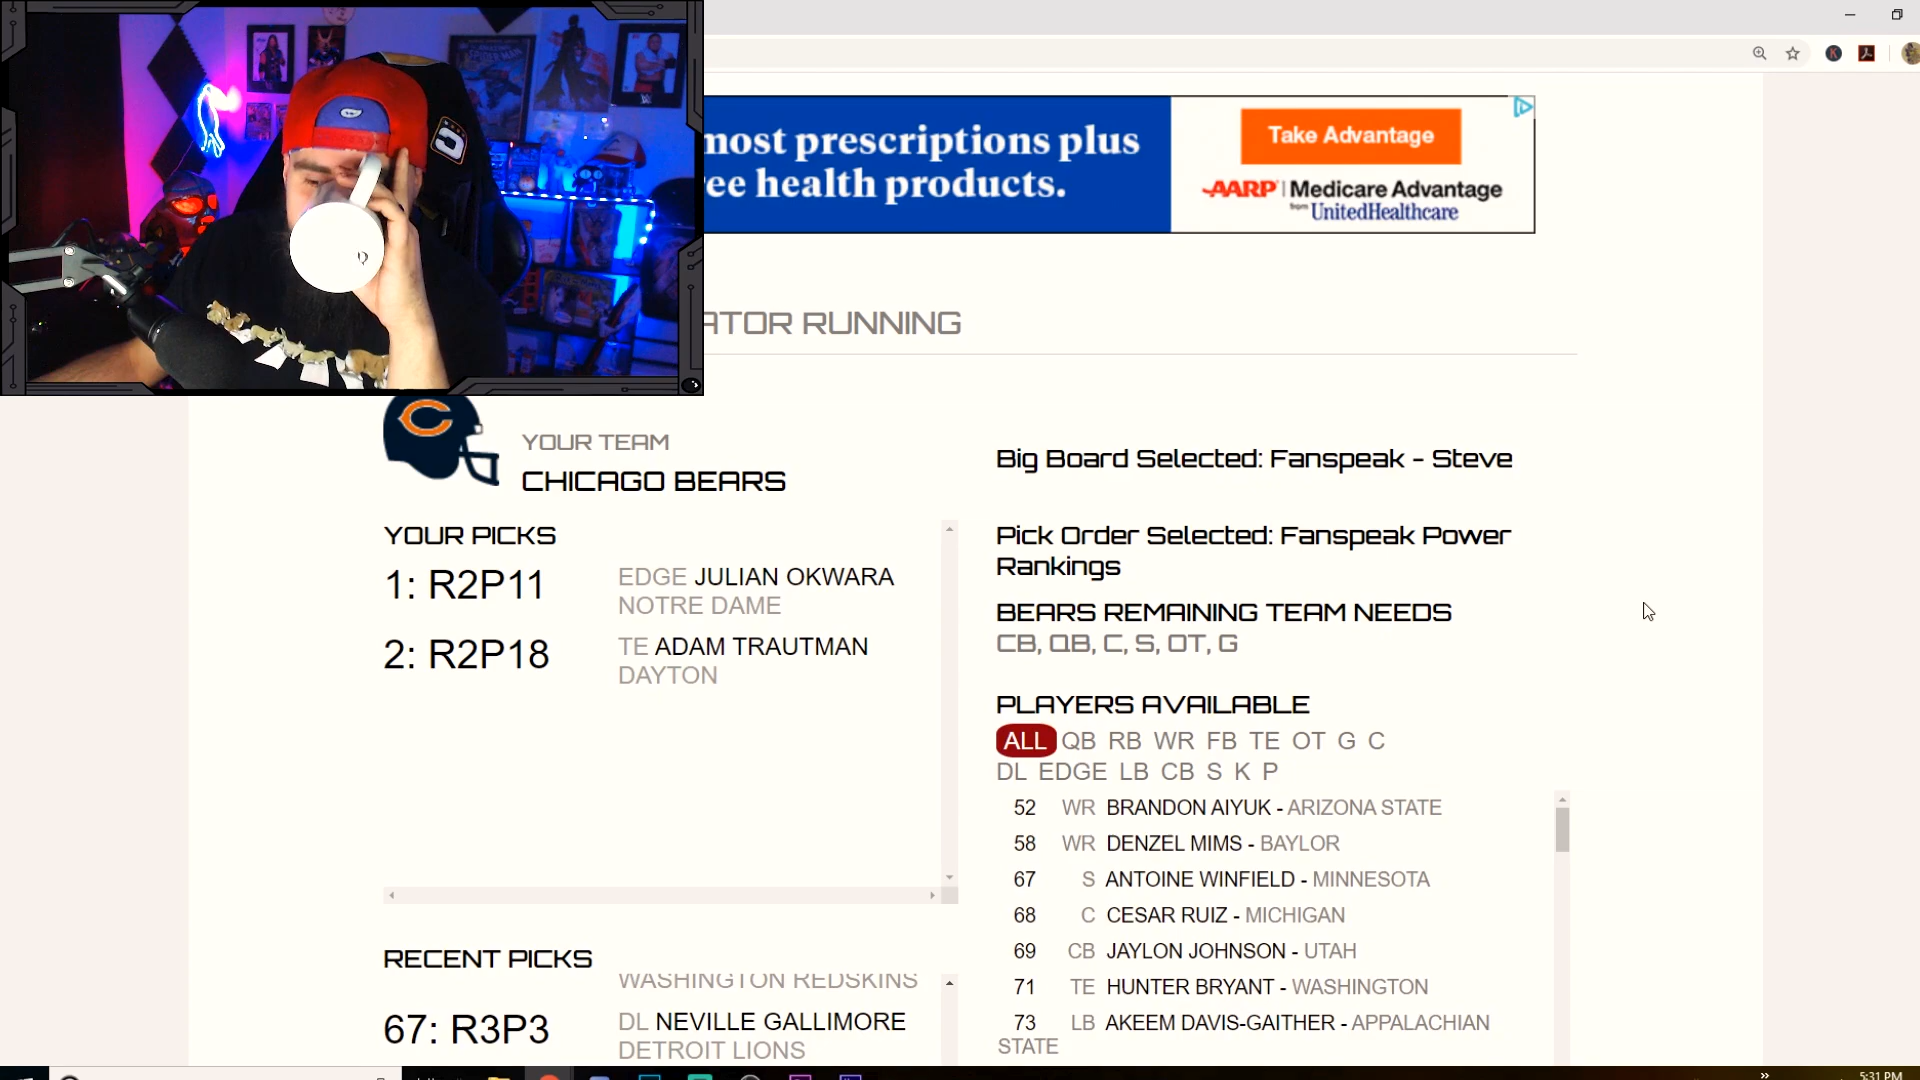 most prescriptions plus
ee health products.
Take Advantage
AARP | Medicare Advantage
from UnitedHealthcare
ATOR RUNNING
YOUR TEAM
CHICAGO BEARS
YOUR PICKS
1: R2P11
EDGE JULIAN OKWARA
NOTRE DAME
2: R2P18
TE ADAM TRAUTMAN
DAYTON
RECENT PICKS
WASHINGTON REDSKINS
67: R3P3
DL NEVILLE GALLIMORE
DETROIT LIONS
Big Board Selected: Fanspeak - Steve
Pick Order Selected: Fanspeak Power
Rankings
BEARS REMAINING TEAM NEEDS
CB, QB, C, S, OT, G
PLAYERS AVAILABLE
ALL QB RB WR FB TE OT G C
DL EDGE LB CB S K P
52 WR BRANDON AIYUK - ARIZONA STATE
58 WR DENZEL MIMS - BAYLOR
67 S ANTOINE WINFIELD - MINNESOTA
68 C CESAR RUIZ - MICHIGAN
69 CB JAYLON JOHNSON - UTAH
71 TE HUNTER BRYANT - WASHINGTON
73 LB AKEEM DAVIS-GAITHER - APPALACHIAN
STATE
5:31 PM